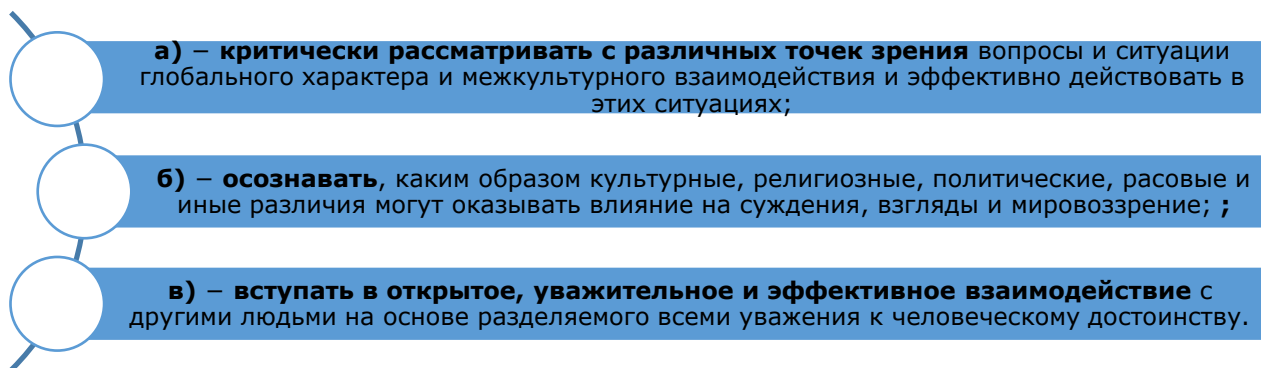 а) − критически рассматривать с различных точек зрения вопросы и ситуации
глобального характера и межкультурного взаимодействия и эффективно действовать в
этих ситуациях;
б) − осознавать, каким образом культурные, религиозные, политические, расовые и
иные различия могут оказывать влияние на суждения, взгляды и мировоззрение; ;
в) − вступать в открытое, уважительное и эффективное взаимодействие с
другими людьми на основе разделяемого всеми уважения к человеческому достоинству.